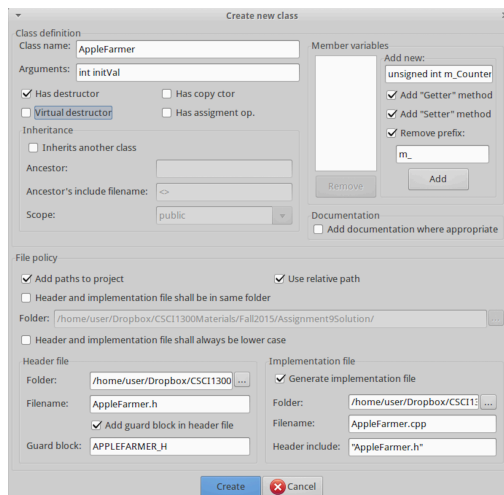 Create new class
Class definition
Class name: AppleFarmer
Arguments: int initVal
Has destructor
Has copy ctor
Virtual destructor
Has assigment op.
Inheritance
Inherits another class
Ancestor:
Ancestor's include filename: <>
Scope: public
Member variables
Add new:
unsigned int m_Counter
Add "Getter" method
Add "Setter" method
Remove prefix:
m_
Remove
Add
Documentation
Add documentation where appropriate
File policy
Add paths to project
Use relative path
Header and implementation file shall be in same folder
Folder: /home/user/Dropbox/CSCI1300Materials/Fall2015/Assignment9Solution/ ...
Header and implementation file shall always be lower case
Header file
Folder: /home/user/Dropbox/CSCI1300 ...
Filename: AppleFarmer.h
Add guard block in header file
Guard block: APPLEFARMER_H
Implementation file
Generate implementation file
Folder: /home/user/Dropbox/CSCI1: ...
Filename: AppleFarmer.cpp
Header include: "AppleFarmer.h"
Create
Cancel